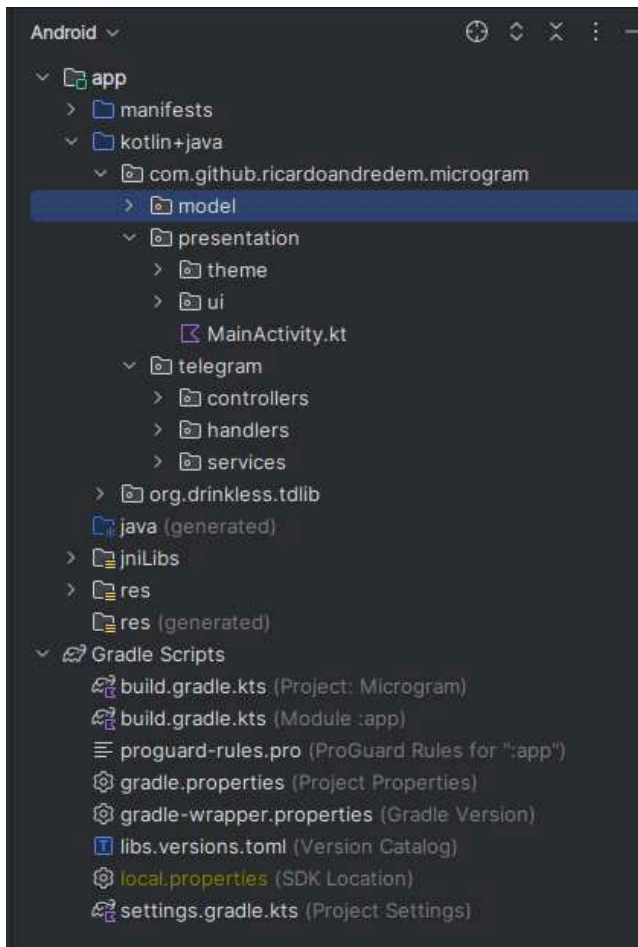 Android
app
manifests
kotlin+java
com.github.ricardoandredem.microgram
model
presentation
theme
ui
MainActivity.kt
telegram
controllers
handlers
services
org.drinkless.tdlib
java (generated)
jniLibs
res
res (generated)
Gradle Scripts
build.gradle.kts (Project: Microgram)
build.gradle.kts (Module :app)
proguard-rules.pro (ProGuard Rules for ":app")
gradle.properties (Project Properties)
gradle-wrapper.properties (Gradle Version)
libs.versions.toml (Version Catalog)
local.properties (SDK Location)
settings.gradle.kts (Project Settings)